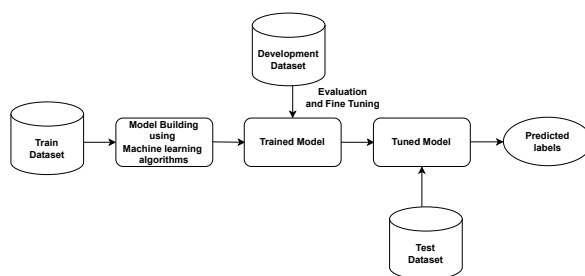 Development
Dataset
Evaluation
and Fine Tuning
Train
Dataset
Model Building
using
Machine learning
algorithms
Trained Model
Tuned Model
Predicted
labels
Test
Dataset